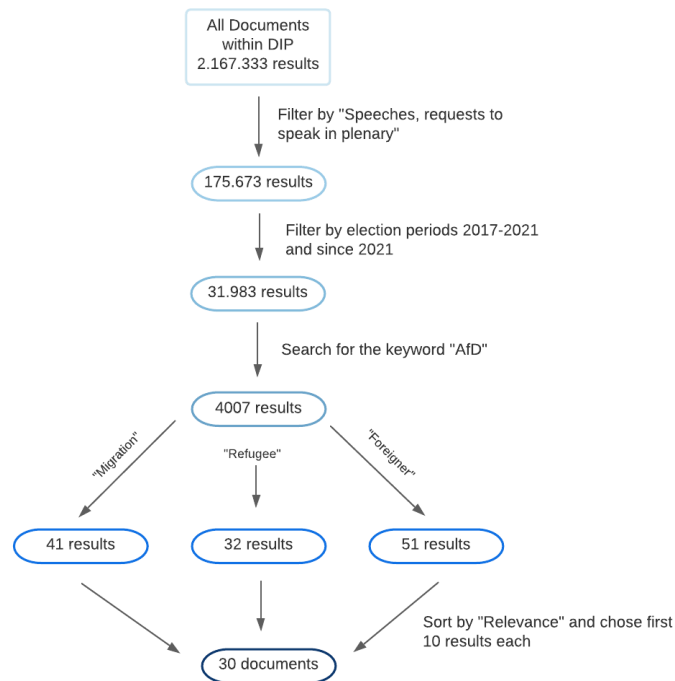 All Documents
within DIP
2.167.333 results
Filter by "Speeches, requests to
speak in plenary"
175.673 results
Filter by election periods 2017-2021
and since 2021
31.983 results
Search for the keyword "AfD"
4007 results
"Migration"
"Refugee"
"Foreigner"
41 results
32 results
51 results
Sort by "Relevance" and chose first
10 results each
30 documents